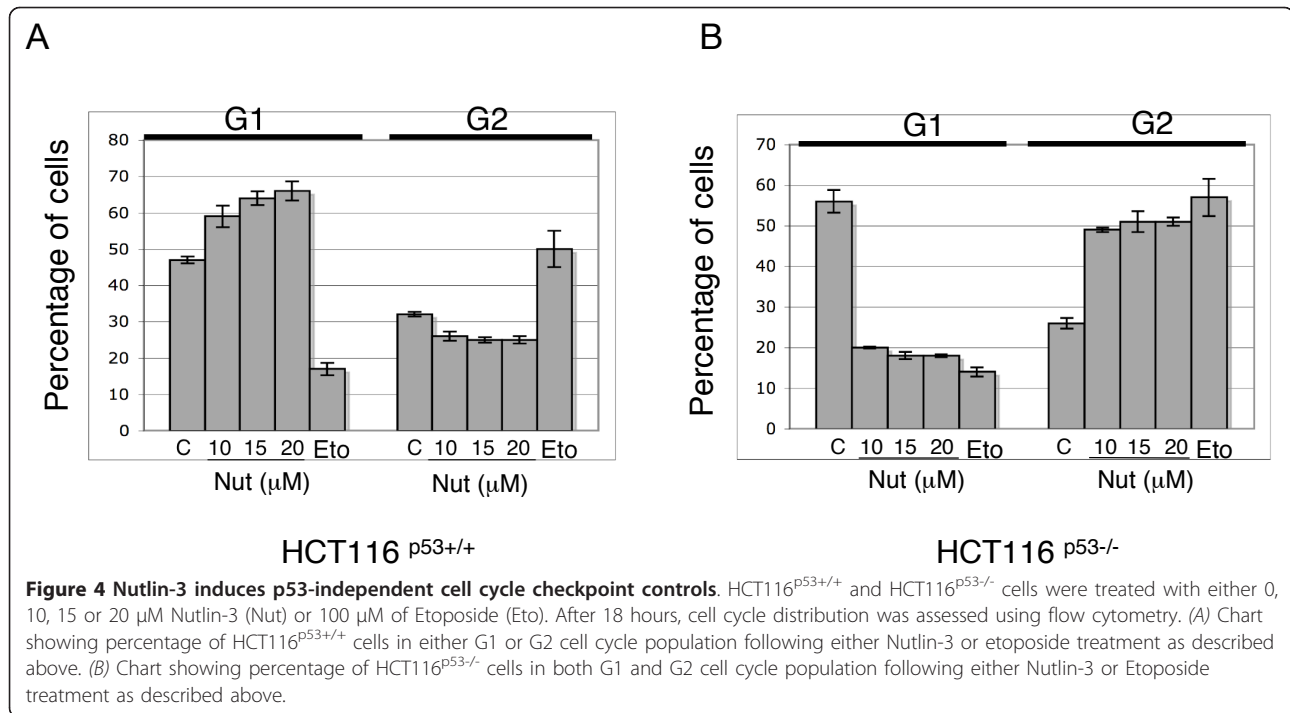 A
B
G1 G2
80
70
60
50
40
30
20
10
0
Percentage of cells
C 10 15 20 Eto C 10 15 20 Eto
Nut (μM) Nut (μM)
HCT116 p53+/+
G1 G2
70
60
50
40
30
20
10
0
Percentage of cells
C 10 15 20 Eto C 10 15 20 Eto
Nut (μM) Nut (μM)
HCT116 p53-/-
Figure 4 Nutlin-3 induces p53-independent cell cycle checkpoint controls. HCT116p53+/+ and HCT116p53-/- cells were treated with either 0,
10, 15 or 20 μM Nutlin-3 (Nut) or 100 μM of Etoposide (Eto). After 18 hours, cell cycle distribution was assessed using flow cytometry. (A) Chart
showing percentage of HCT116p53+/+ cells in either G1 or G2 cell cycle population following either Nutlin-3 or etoposide treatment as described
above. (B) Chart showing percentage of HCT116p53-/- cells in both G1 and G2 cell cycle population following either Nutlin-3 or Etoposide
treatment as described above.